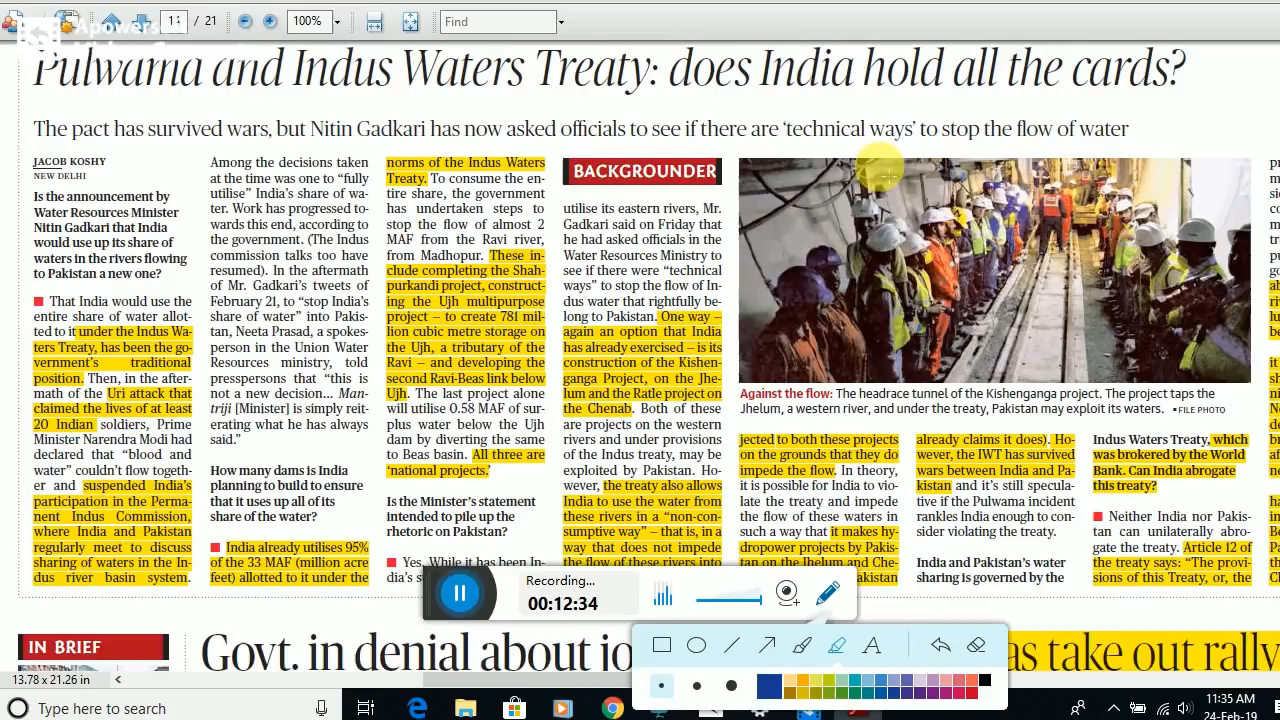 11 / 21
100%
Find
Pulwama and Indus Waters Treaty: does India hold all the cards?
The pact has survived wars, but Nitin Gadkari has now asked officials to see if there are ‘technical ways’ to stop the flow of water
JACOB KOSHY
NEW DELHI
Is the announcement by
Water Resources Minister
Nitin Gadkari that India
would use up its share of
waters in the rivers flowing
to Pakistan a new one?
That India would use the
entire share of water allot-
ted to it under the Indus Wa-
ters Treaty, has been the go-
vernment’s traditional
position. Then, in the after-
math of the Uri attack that
claimed the lives of at least
20 Indian soldiers, Prime
Minister Narendra Modi had
declared that “blood and
water” couldn’t flow togeth-
er and suspended India’s
participation in the Perma-
nent Indus Commission,
where India and Pakistan
regularly meet to discuss
sharing of waters in the In-
dus river basin system.
Among the decisions taken
at the time was one to “fully
utilise” India’s share of wa-
ter. Work has progressed to-
wards this end, according to
the government. (The Indus
commission talks too have
resumed). In the aftermath
of Mr. Gadkari’s tweets of
February 21, to “stop India’s
share of water” into Pakis-
tan, Neeta Prasad, a spokes-
person in the Union Water
Resources ministry, told
presspersons that “this is
not a new decision... Man-
triji [Minister] is simply reit-
erating what he has always
said.”
How many dams is India
planning to build to ensure
that it uses up all of its
share of the water?
India already utilises 95%
of the 33 MAF (million acre
feet) allotted to it under the
norms of the Indus Waters
Treaty. To consume the en-
tire share, the government
has undertaken steps to
stop the flow of almost 2
MAF from the Ravi river,
from Madhopur. These in-
clude completing the Shah-
purkandi project, construct-
ing the Ujh multipurpose
project – to create 781 mil-
lion cubic metre storage on
the Ujh, a tributary of the
Ravi – and developing the
second Ravi-Beas link below
Ujh. The last project alone
will utilise 0.58 MAF of sur-
plus water below the Ujh
dam by diverting the same
to Beas basin. All three are
‘national projects.’
Is the Minister’s statement
intended to pile up the
rhetoric on Pakistan?
Yes. While it has been In-
dia’s s
BACKGROUNDER
utilise its eastern rivers, Mr.
Gadkari said on Friday that
he had asked officials in the
Water Resources Ministry to
see if there were “technical
ways” to stop the flow of In-
dus water that rightfully be-
long to Pakistan. One way –
again an option that India
has already exercised – is its
construction of the Kishen-
ganga Project, on the Jhe-
lum and the Ratle project on
the Chenab. Both of these
are projects on the western
rivers and under provisions
of the Indus treaty, may be
exploited by Pakistan. Ho-
wever, the treaty also allows
India to use the water from
these rivers in a “non-con-
sumptive way” – that is, in a
way that does not impede
the flow of these rivers into
Against the flow: The headrace tunnel of the Kishenganga project. The project taps the
Jhelum, a western river, and under the treaty, Pakistan may exploit its waters. ▪FILE PHOTO
jected to both these projects
on the grounds that they do
impede the flow. In theory,
it is possible for India to vio-
late the treaty and impede
the flow of these waters in
such a way that it makes hy-
dropower projects by Pakis-
tan on the Jhelum and Che-
Pakistan
already claims it does). Ho-
wever, the IWT has survived
wars between India and Pa-
kistan and it’s still specula-
tive if the Pulwama incident
rankles India enough to con-
sider violating the treaty.
India and Pakistan’s water
sharing is governed by the
Indus Waters Treaty, which
was brokered by the World
Bank. Can India abrogate
this treaty?
Neither India nor Pakis-
tan can unilaterally abro-
gate the treaty. Article 12 of
the treaty says: “The provi-
sions of this Treaty, or, the
Recording...
00:12:34
A
IN BRIEF
Govt. in denial about jo
as take out rally
13.78 x 21.26 in
Type here to search
11:35 AM
24-Feb-19